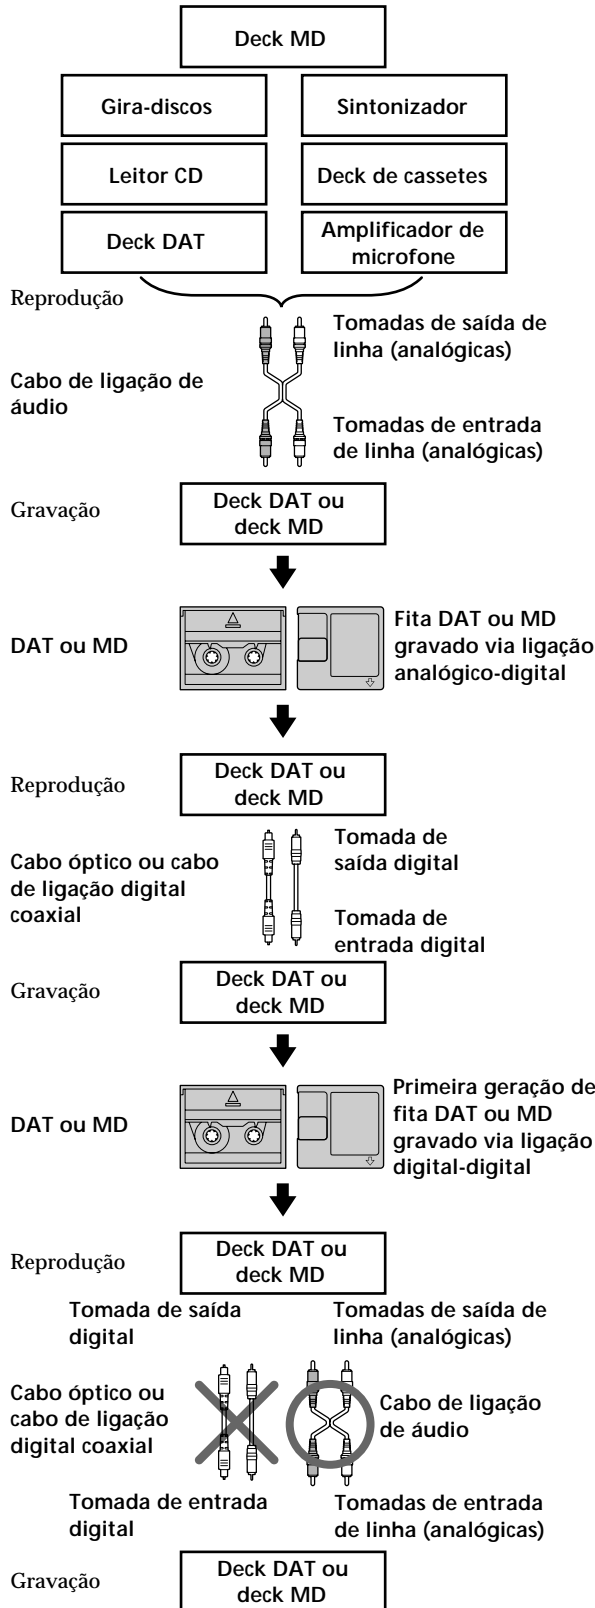 Deck MD
Gira-discos
Sintonizador
Leitor CD
Deck de cassetes
Deck DAT
Amplificador de
microfone
Reprodução
Tomadas de saída de
linha (analógicas)
Cabo de ligação de
áudio
Tomadas de entrada
de linha (analógicas)
Gravação
Deck DAT ou
deck MD
DAT ou MD
Fita DAT ou MD
gravado via ligação
analógico-digital
Reprodução
Deck DAT ou
deck MD
Cabo óptico ou cabo
de ligação digital
coaxial
Tomada de
saída digital
Tomada de
entrada digital
Gravação
Deck DAT ou
deck MD
DAT ou MD
Primeira geração de
fita DAT ou MD
gravado via ligação
digital-digital
Reprodução
Deck DAT ou
deck MD
Tomada de saída
digital
Tomadas de saída de
linha (analógicas)
Cabo óptico ou
cabo de ligação
digital coaxial
Cabo de ligação
de áudio
Tomada de entrada
digital
Tomadas de entrada
de linha (analógicas)
Gravação
Deck DAT ou
deck MD